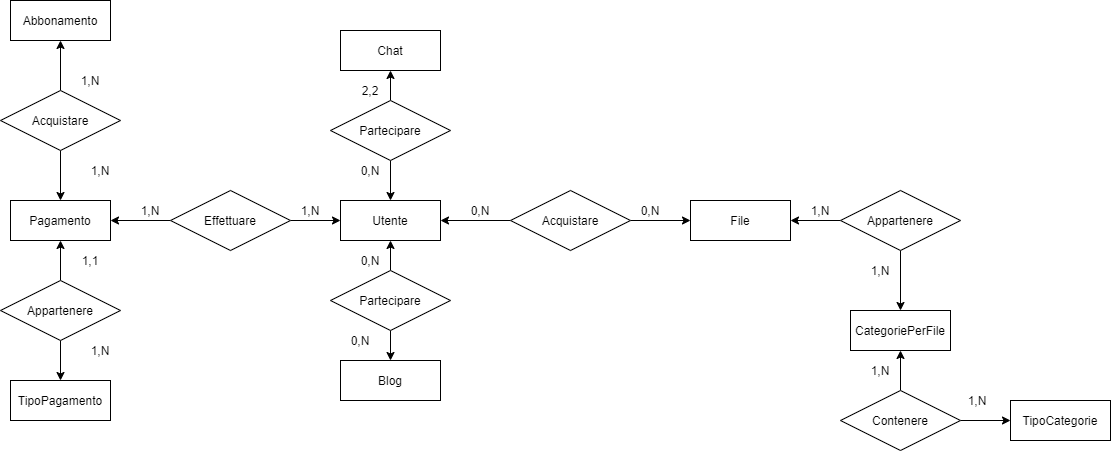 Abbonamento
Chat
1,N
2,2
Acquistare
Partecipare
1,N
0,N
Pagamento
1,N
Effettuare
1,N
Utente
0,N
Acquistare
0,N
File
1,N
Appartenere
1,1
0,N
1,N
Appartenere
Partecipare
CategoriePerFile
1,N
0,N
1,N
TipoPagamento
Blog
1,N
Contenere
TipoCategorie